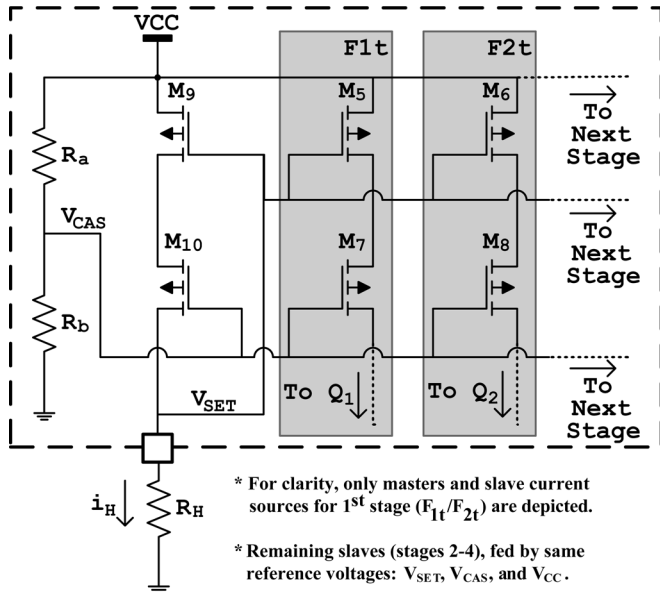 VCC
F1t
F2t
M9
M5
M6
To
Next
Stage
Ra
VCAS
To
Next
Stage
M10
M7
M8
Rb
VSET
To Q1
To Q2
To
Next
Stage
iH
RH
* For clarity, only masters and slave current
sources for 1st stage (F1t/F2t) are depicted.
* Remaining slaves (stages 2-4), fed by same
reference voltages: VSET, VCAS, and VCC.